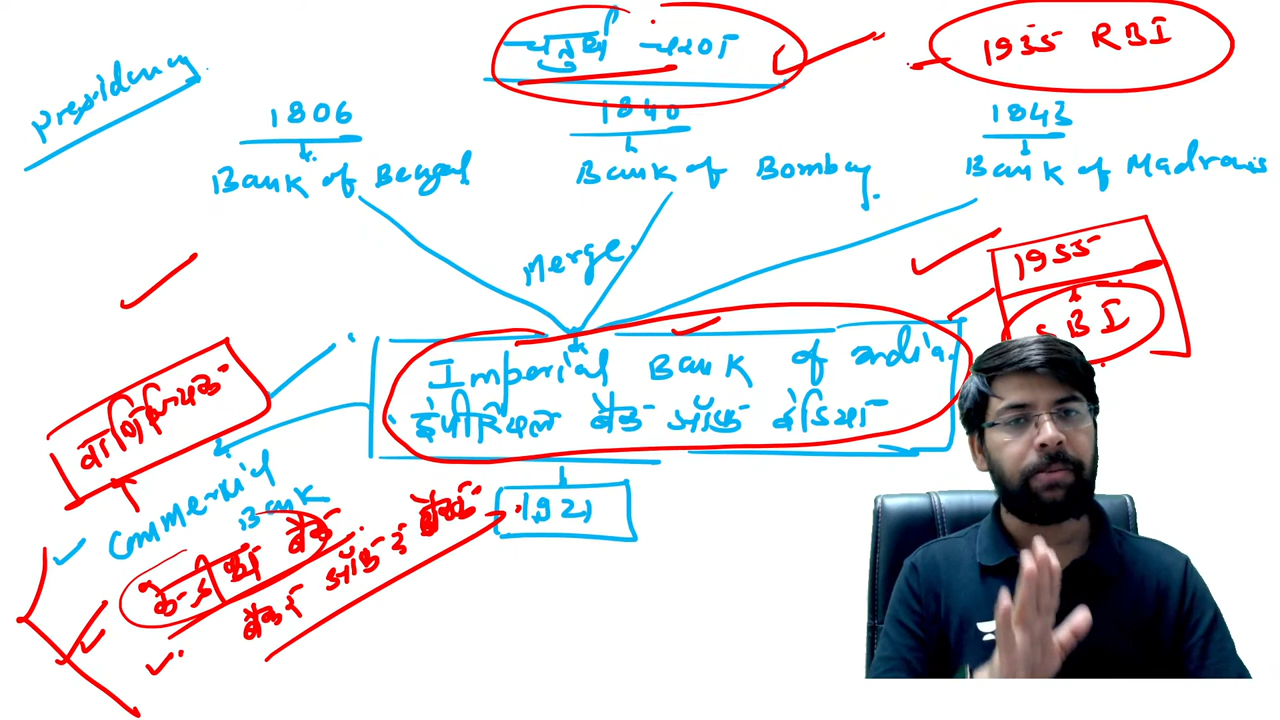 चतुर्थ चरण
1935 RBI
presidency
1806
1840
1843
Bank of Bengal
Bank of Bombay
Bank of Madras
Merge
1955
SBI
Imperial Bank of India
इंपीरियल बैंक ऑफ इंडिया
1921
वाणिज्यिक
Commercial
Bank
केन्द्रीय बैंक
बैंकों ऑफ बैंक